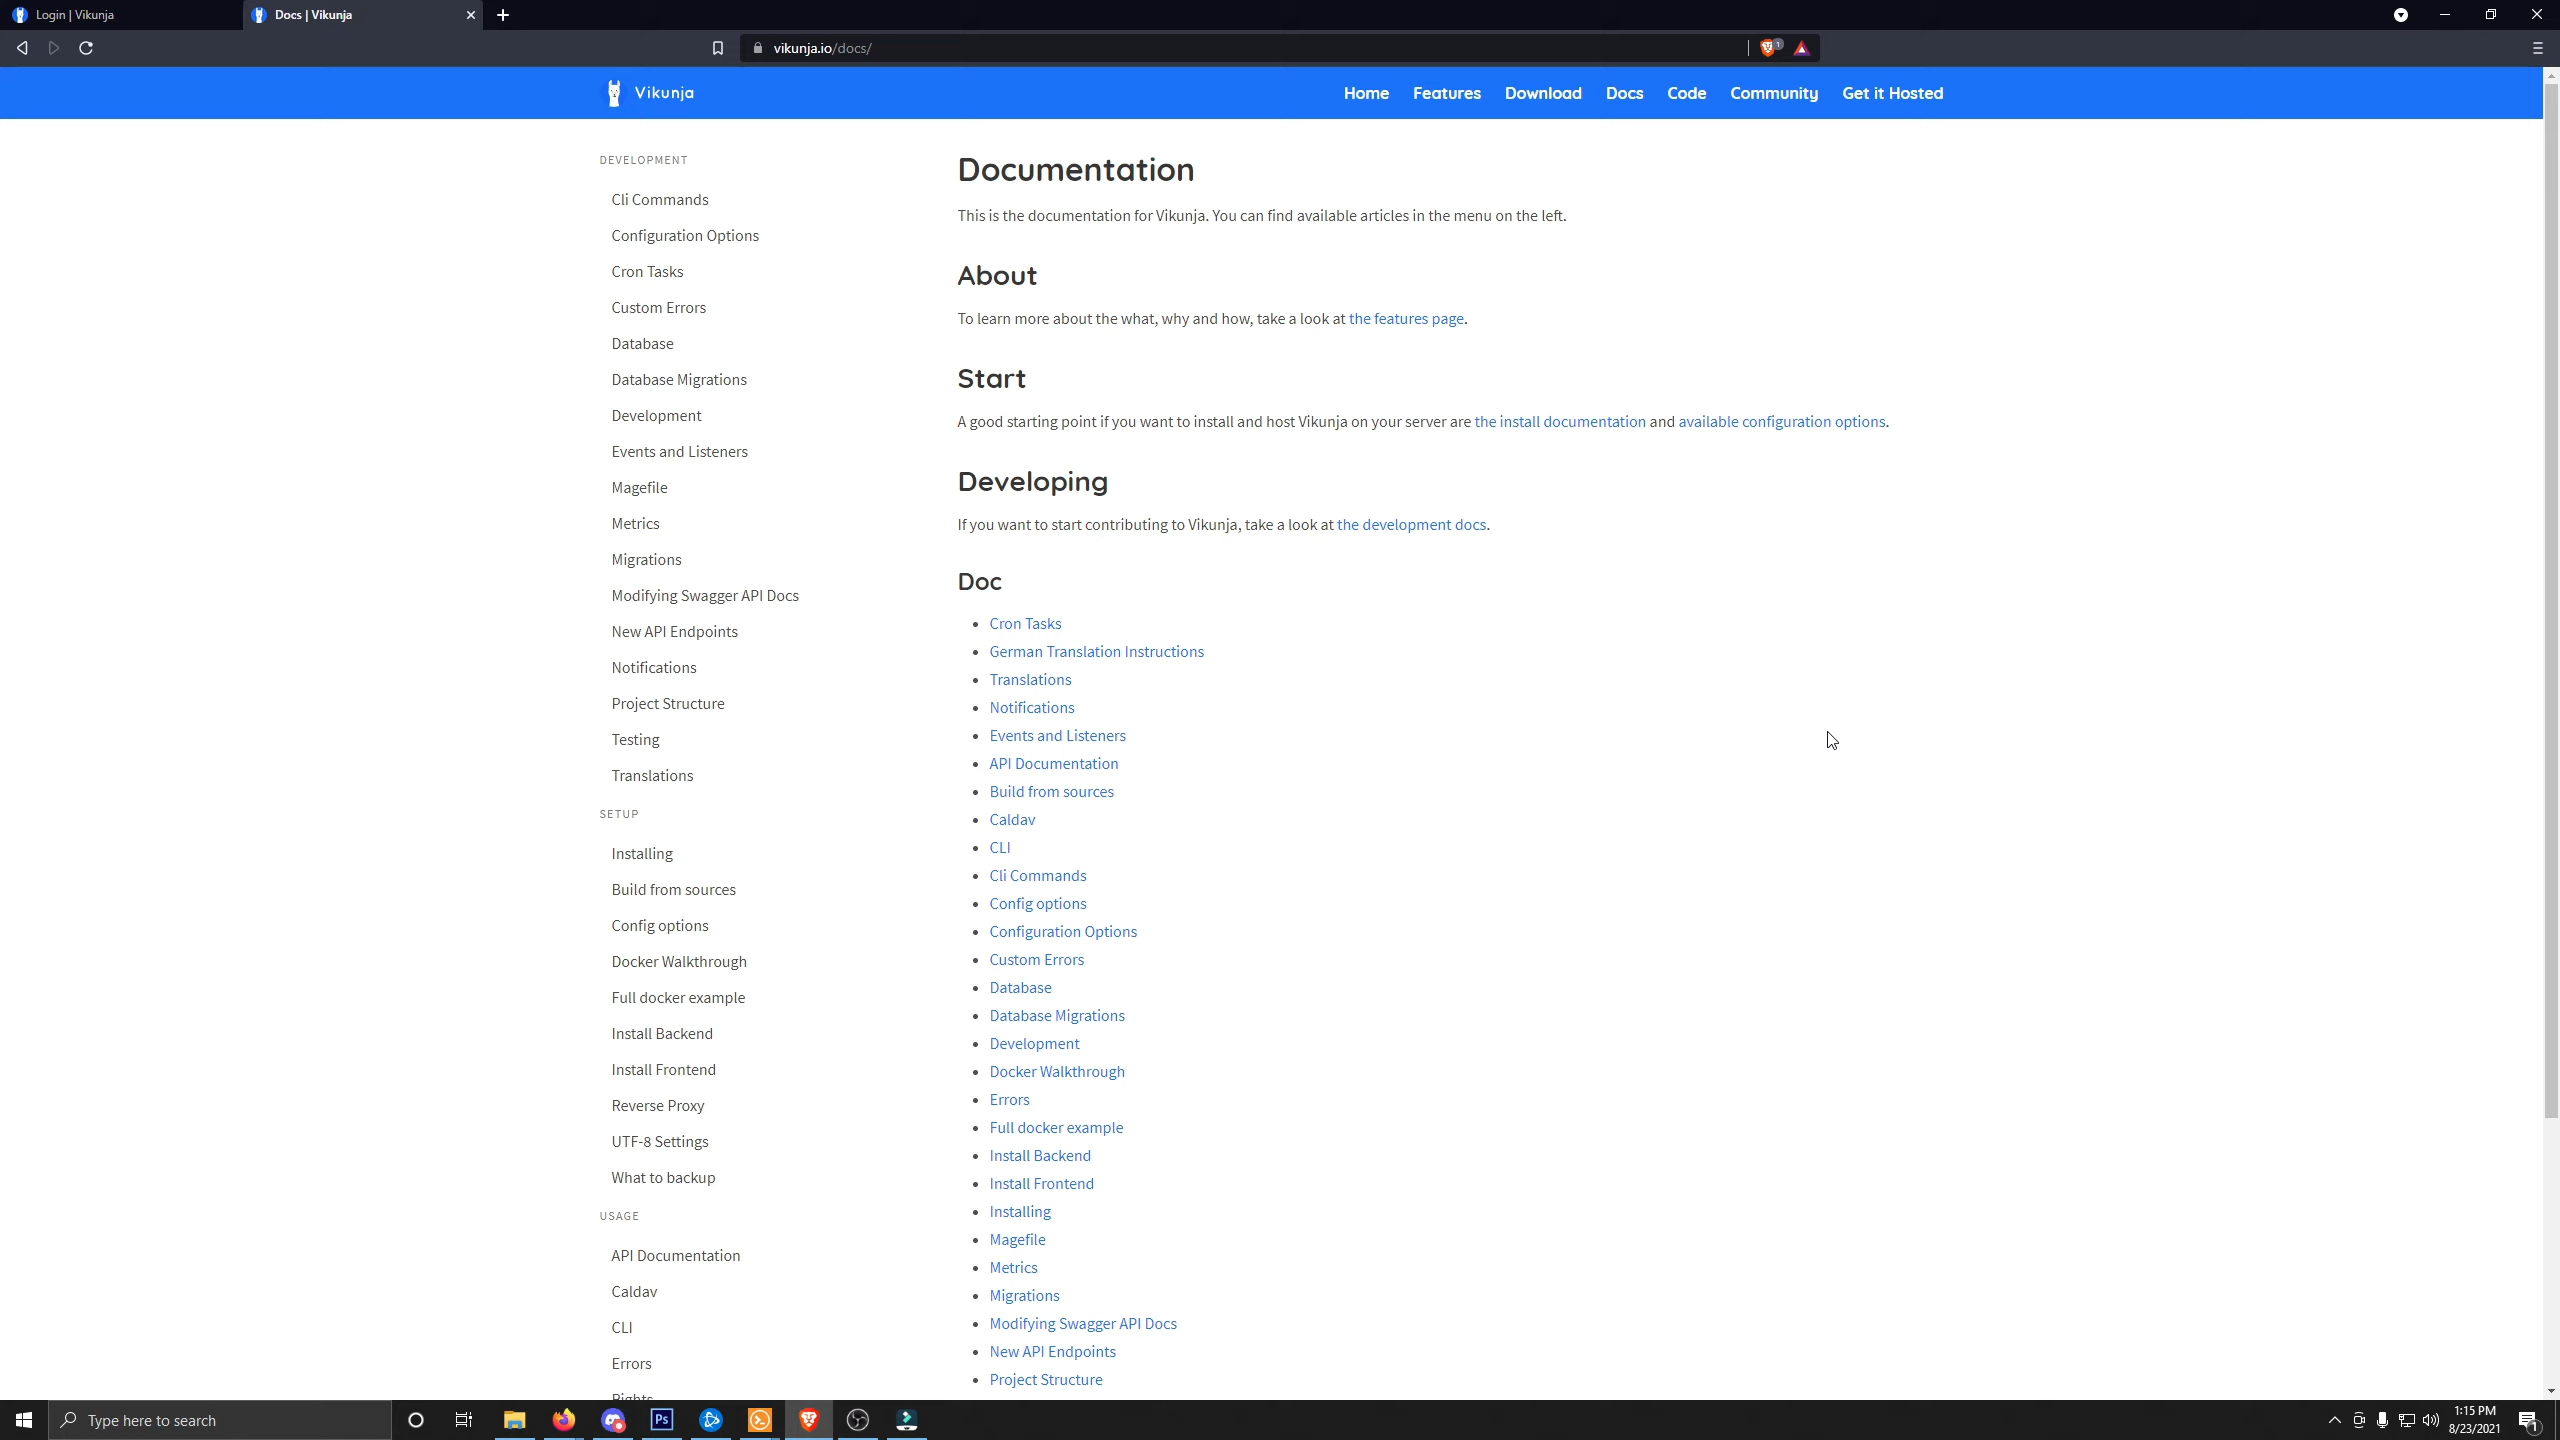 Login | Vikunja
Docs | Vikunja
vikunja.io/docs/
1
Vikunja
Home
Features
Download
Docs
Code
Community
Get it Hosted
DEVELOPMENT
Cli Commands
Configuration Options
Cron Tasks
Custom Errors
Database
Database Migrations
Development
Events and Listeners
Magefile
Metrics
Migrations
Modifying Swagger API Docs
New API Endpoints
Notifications
Project Structure
Testing
Translations
SETUP
Installing
Build from sources
Config options
Docker Walkthrough
Full docker example
Install Backend
Install Frontend
Reverse Proxy
UTF-8 Settings
What to backup
USAGE
API Documentation
Caldav
CLI
Errors
Rights
Documentation
This is the documentation for Vikunja. You can find available articles in the menu on the left.
About
To learn more about the what, why and how, take a look at the features page.
Start
A good starting point if you want to install and host Vikunja on your server are the install documentation and available configuration options.
Developing
If you want to start contributing to Vikunja, take a look at the development docs.
Doc
Cron Tasks
German Translation Instructions
Translations
Notifications
Events and Listeners
API Documentation
Build from sources
Caldav
CLI
Cli Commands
Config options
Configuration Options
Custom Errors
Database
Database Migrations
Development
Docker Walkthrough
Errors
Full docker example
Install Backend
Install Frontend
Installing
Magefile
Metrics
Migrations
Modifying Swagger API Docs
New API Endpoints
Project Structure
Type here to search
Ps
1:15 PM
8/23/2021
1